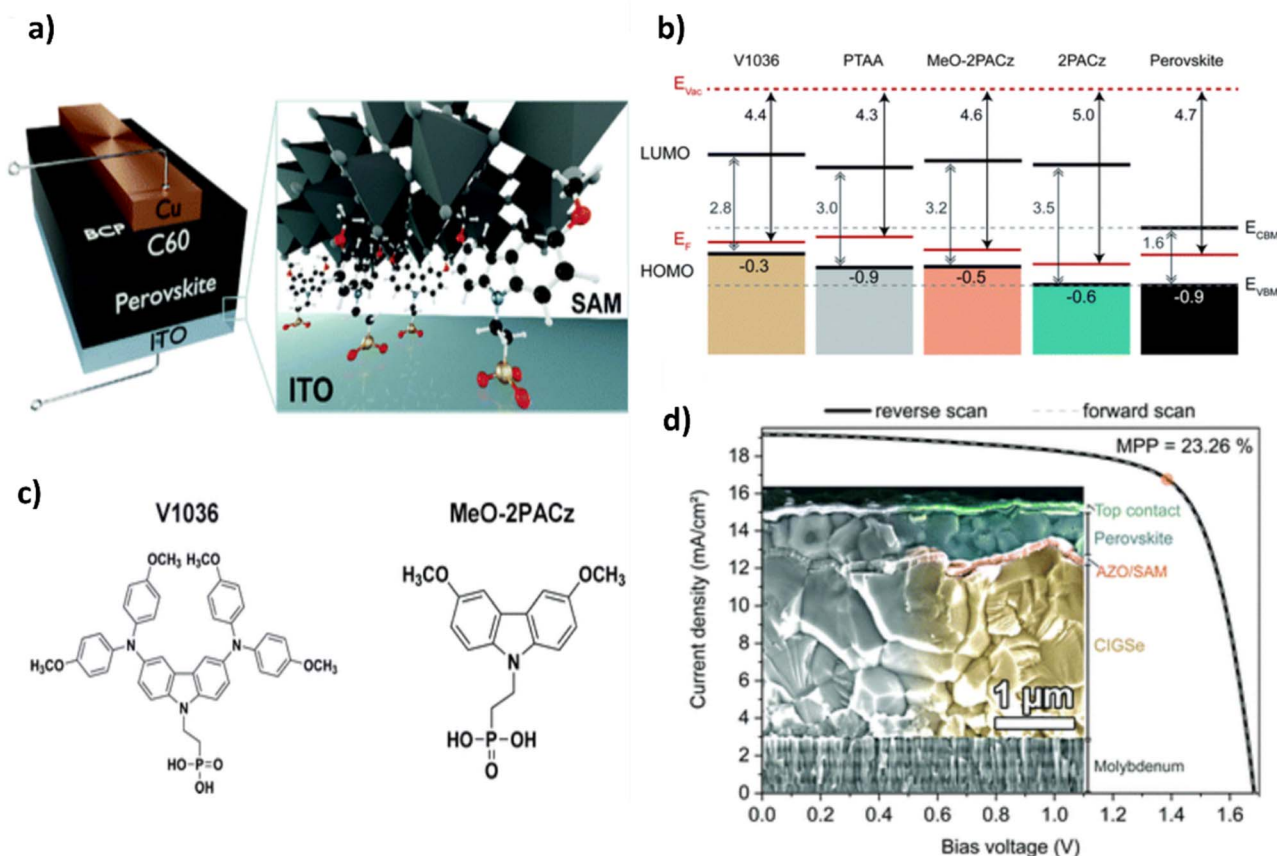 a)
Cu
BCP
C60
Perovskite
ITO
SAM
ITO
b)
V1036 PTAA MeO-2PACz 2PACz Perovskite
EVac
4.4 4.3 4.6 5.0 4.7
LUMO
2.8 3.0 3.2 3.5 1.6
ECBM
EF
HOMO
-0.3 -0.9 -0.5 -0.6 -0.9
EVBM
c)
V1036
OCH3 H3CO
N N
H3CO OCH3
N
HO P O
OH
MeO-2PACz
H3CO OCH3
N
HO P OH
O
d)
reverse scan forward scan
MPP = 23.26 %
18
16
14
12
10
8
6
4
2
0
Current density (mA/cm²)
Top contact
Perovskite
AZO/SAM
CIGSe
1 µm
Molybdenum
0.0 0.2 0.4 0.6 0.8 1.0 1.2 1.4 1.6
Bias voltage (V)